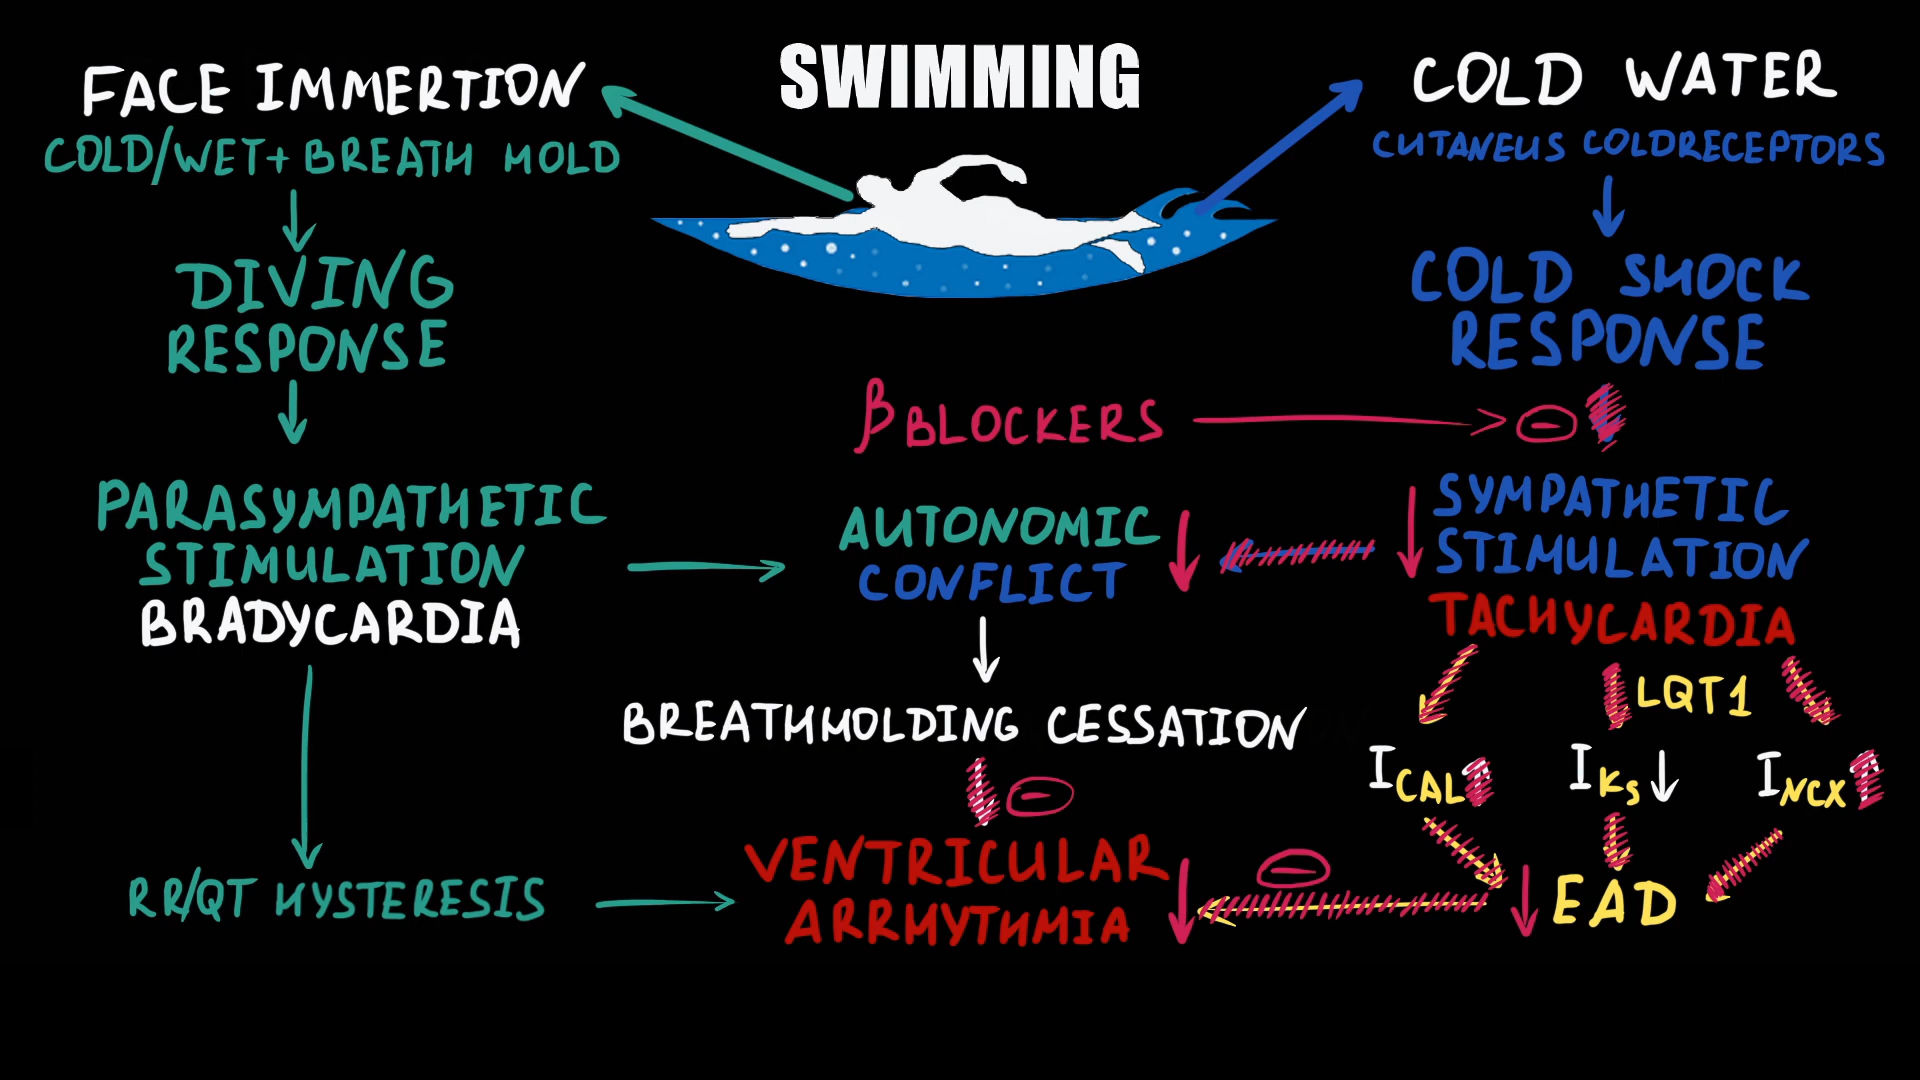 SWIMMING
FACE IMMERTION
COLD/WET+ BREATH HOLD
DIVING
RESPONSE
PARASYMPATHETIC
STIMULATION
BRADYCARDIA
RR/QT HYSTERESIS
β BLOCKERS
AUTONOMIC
CONFLICT
BREATHHOLDING CESSATION
VENTRICULAR
ARRHYTHMIA
COLD WATER
CUTANEUS COLDRECEPTORS
COLD SHOCK
RESPONSE
SYMPATHETIC
STIMULATION
TACHYCARDIA
LQT1
ICAL
IKs
INCX
EAD